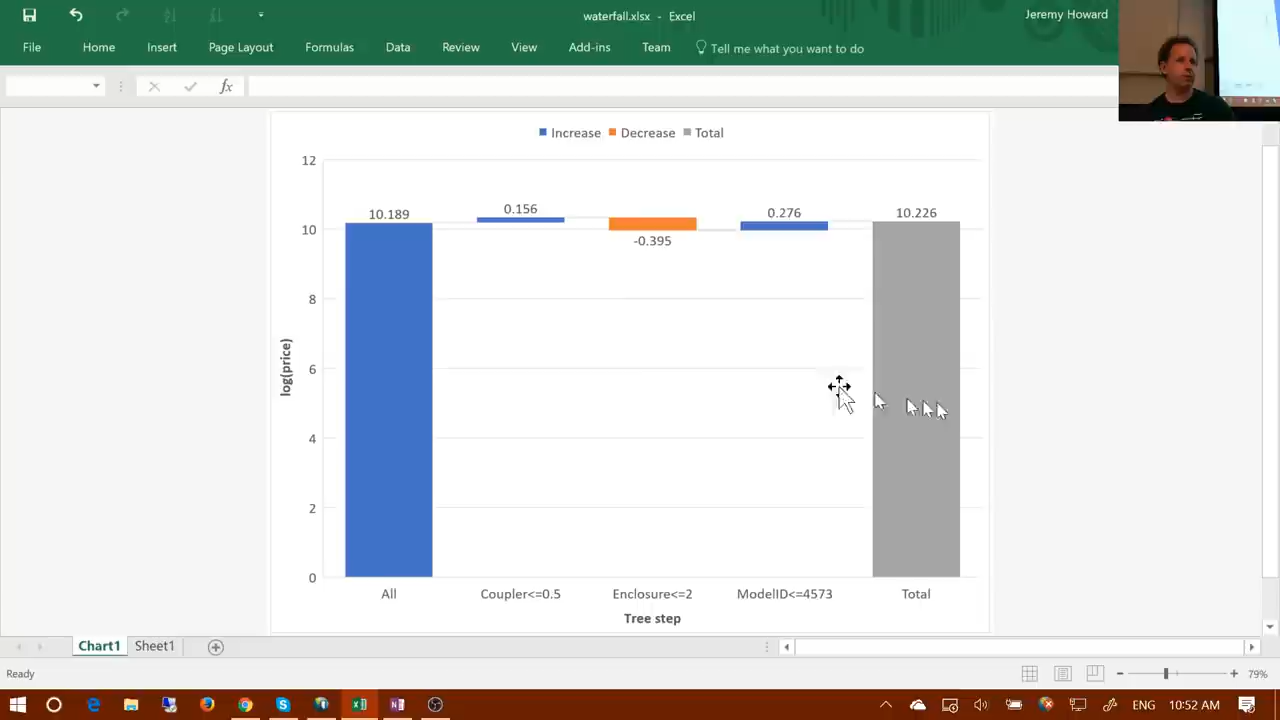 waterfall.xlsx - Excel
Jeremy Howard
File Home Insert Page Layout Formulas Data Review View Add-ins Team Tell me what you want to do
fx
Increase Decrease Total
12
10
8
6
4
2
0
log(price)
10.189
0.156
-0.395
0.276
10.226
All Coupler<=0.5 Enclosure<=2 ModelID<=4573 Total
Tree step
Chart1 Sheet1
Ready
79%
ENG 10:52 AM